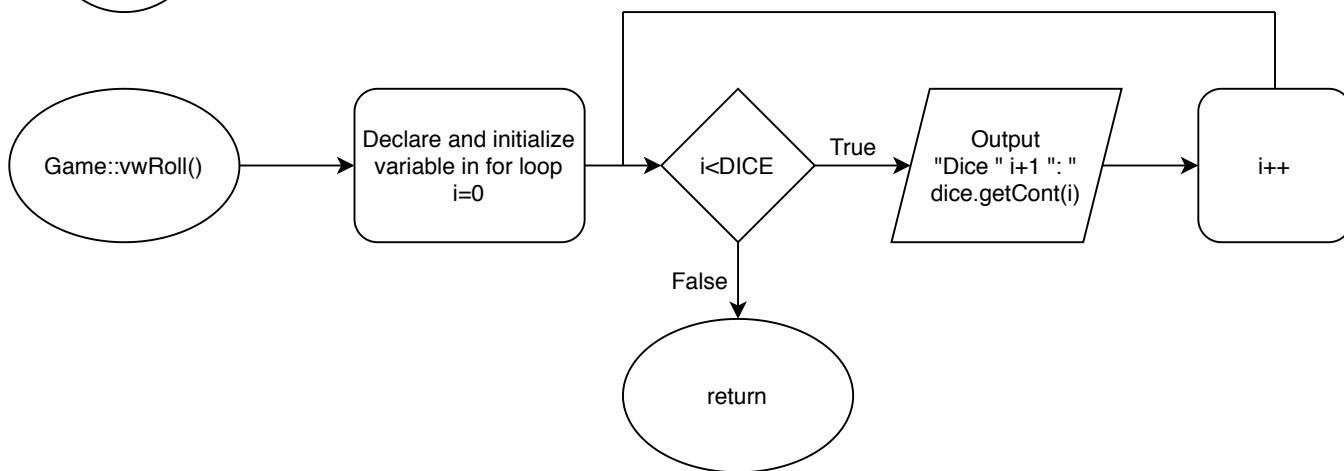 Game::vwRoll()
Declare and initialize
variable in for loop
i=0
i<DICE
True
Output
"Dice " i+1 ": "
dice.getCont(i)
i++
False
return